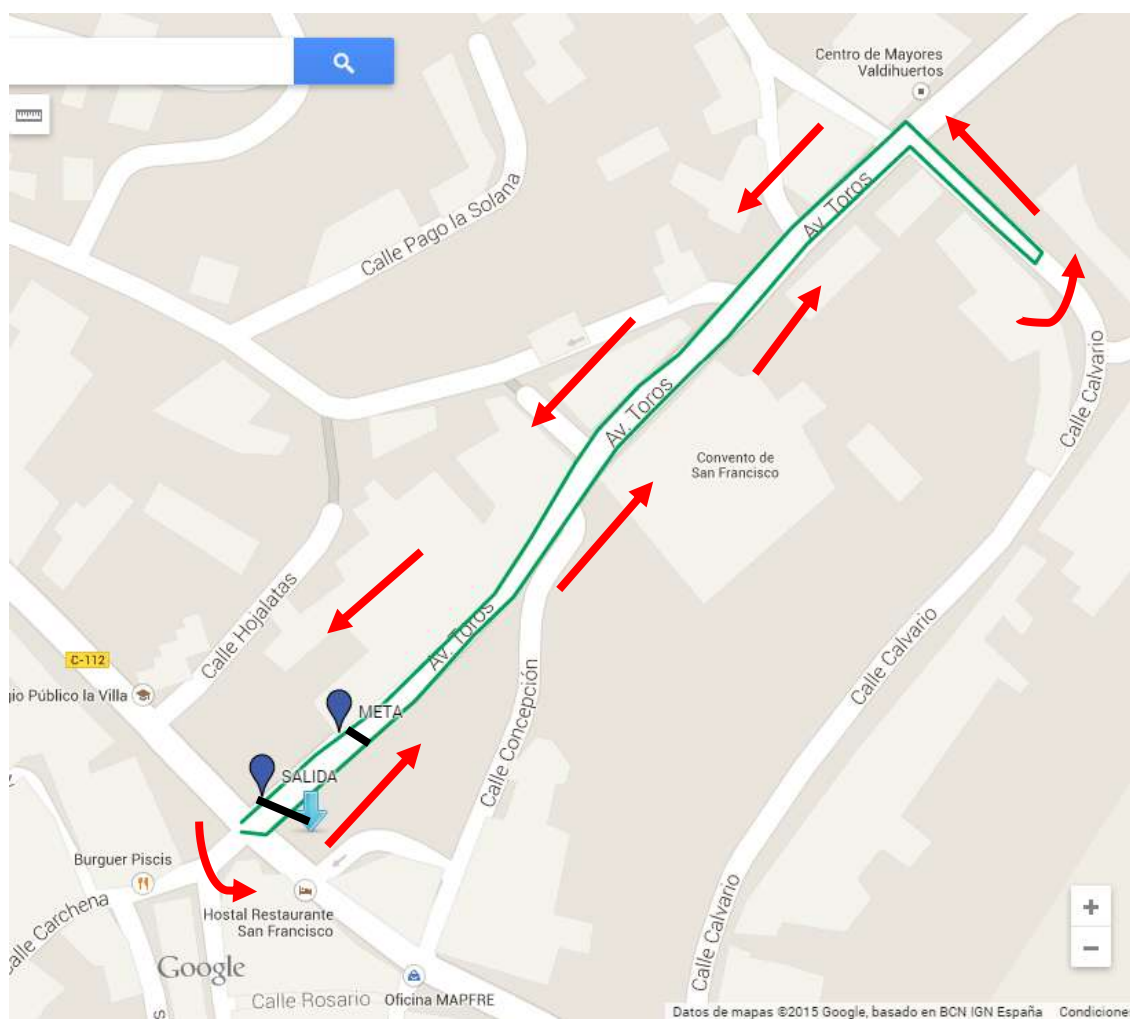 Centro de Mayores
Valdihuertos
Calle Pago la Solana
Av. Toros
Av. Toros
Calle Calvario
Convento de
San Francisco
Calle Hojalatas
Av. Toros
Calle Calvario
C-112
gio Público la Villa
META
Calle Concepción
SALIDA
Burguer Piscis
Calle Carchena
Hostal Restaurante
San Francisco
Calle Calvario
Google
Calle Rosario
Oficina MAPFRE
+
−
Datos de mapas ©2015 Google, basado en BCN IGN España
Condicione